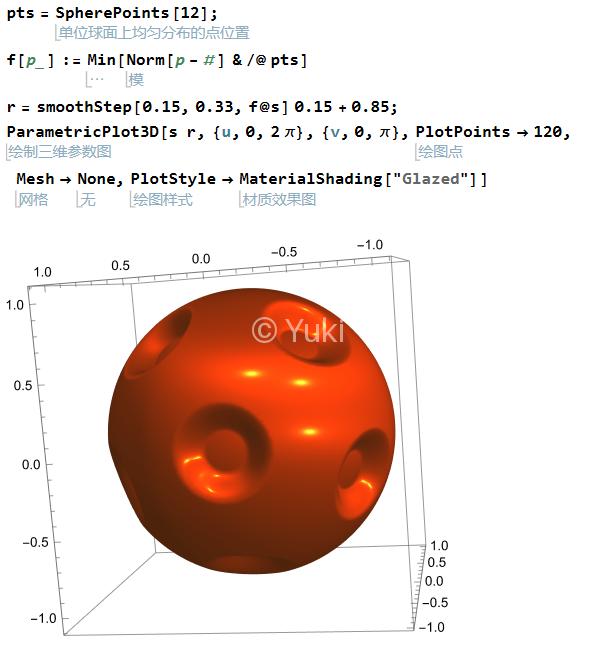 pts = SpherePoints[12];
单位球面上均匀分布的点位置
f[p_] := Min[Norm[p - #] & /@ pts]
⋯ 模
r = smoothStep[0.15, 0.33, f@s] 0.15 + 0.85;
ParametricPlot3D[s r, {u, 0, 2 π}, {v, 0, π}, PlotPoints → 120,
绘制三维参数图 绘图点
Mesh → None, PlotStyle → MaterialShading["Glazed"]]
网格 无 绘图样式 材质效果图
1.0 0.5 0.0 −0.5 −1.0
1.0
© Yuki
0.5
0.0
−0.5
−1.0
1.0
0.5
0.0
−0.5
−1.0